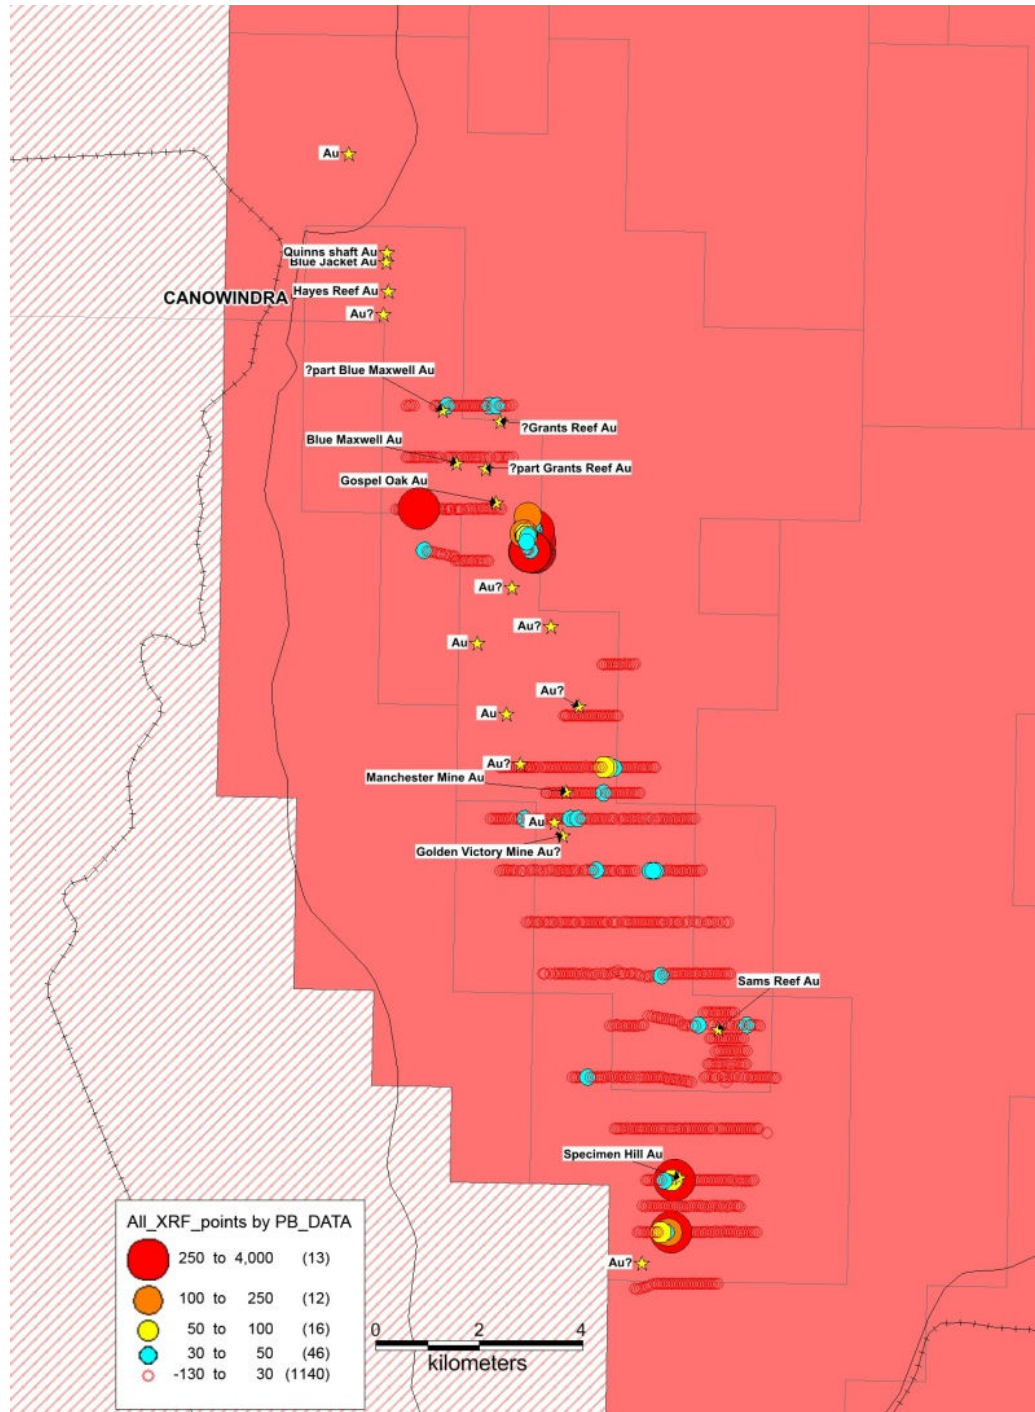 Au
Quinns shaft Au
Blue Jacket Au
CANOWINDRA
Hayes Reef Au
Au?
?part Blue Maxwell Au
?Grants Reef Au
Blue Maxwell Au
?part Grants Reef Au
Gospel Oak Au
Au?
Au?
Au
Au?
Au
Au?
Manchester Mine Au
Au
Golden Victory Mine Au?
Sams Reef Au
Specimen Hill Au
Au?
All_XRF_points by PB_DATA
250 to 4,000 (13)
100 to 250 (12)
50 to 100 (16)
30 to 50 (46)
-130 to 30 (1140)
0 2 4
kilometers